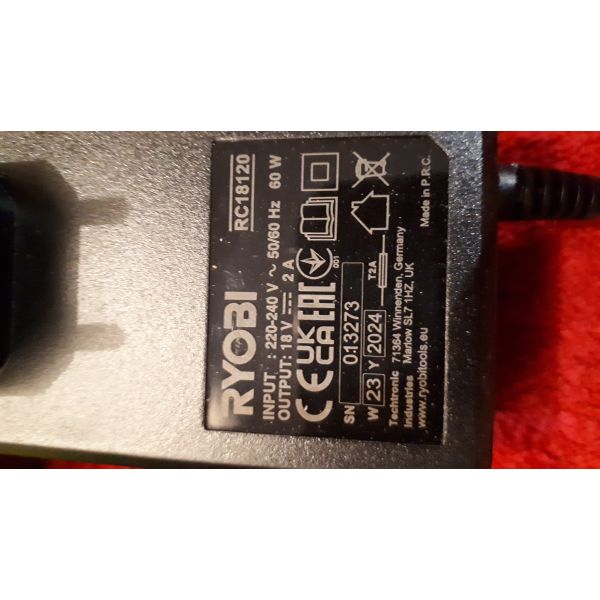 RYOBI RC18120
INPUT : 220-240 V ~ 50/60 Hz 60 W
OUTPUT: 18 V ⎓ 2 A
CE UK CA EAC 001
SN 013273
T2A
W 23 Y 2024
Techtronic 71364 Winnenden, Germany
Industries Marlow SL7 1HZ, UK
www.ryobitools.eu
Made in P.R.C.